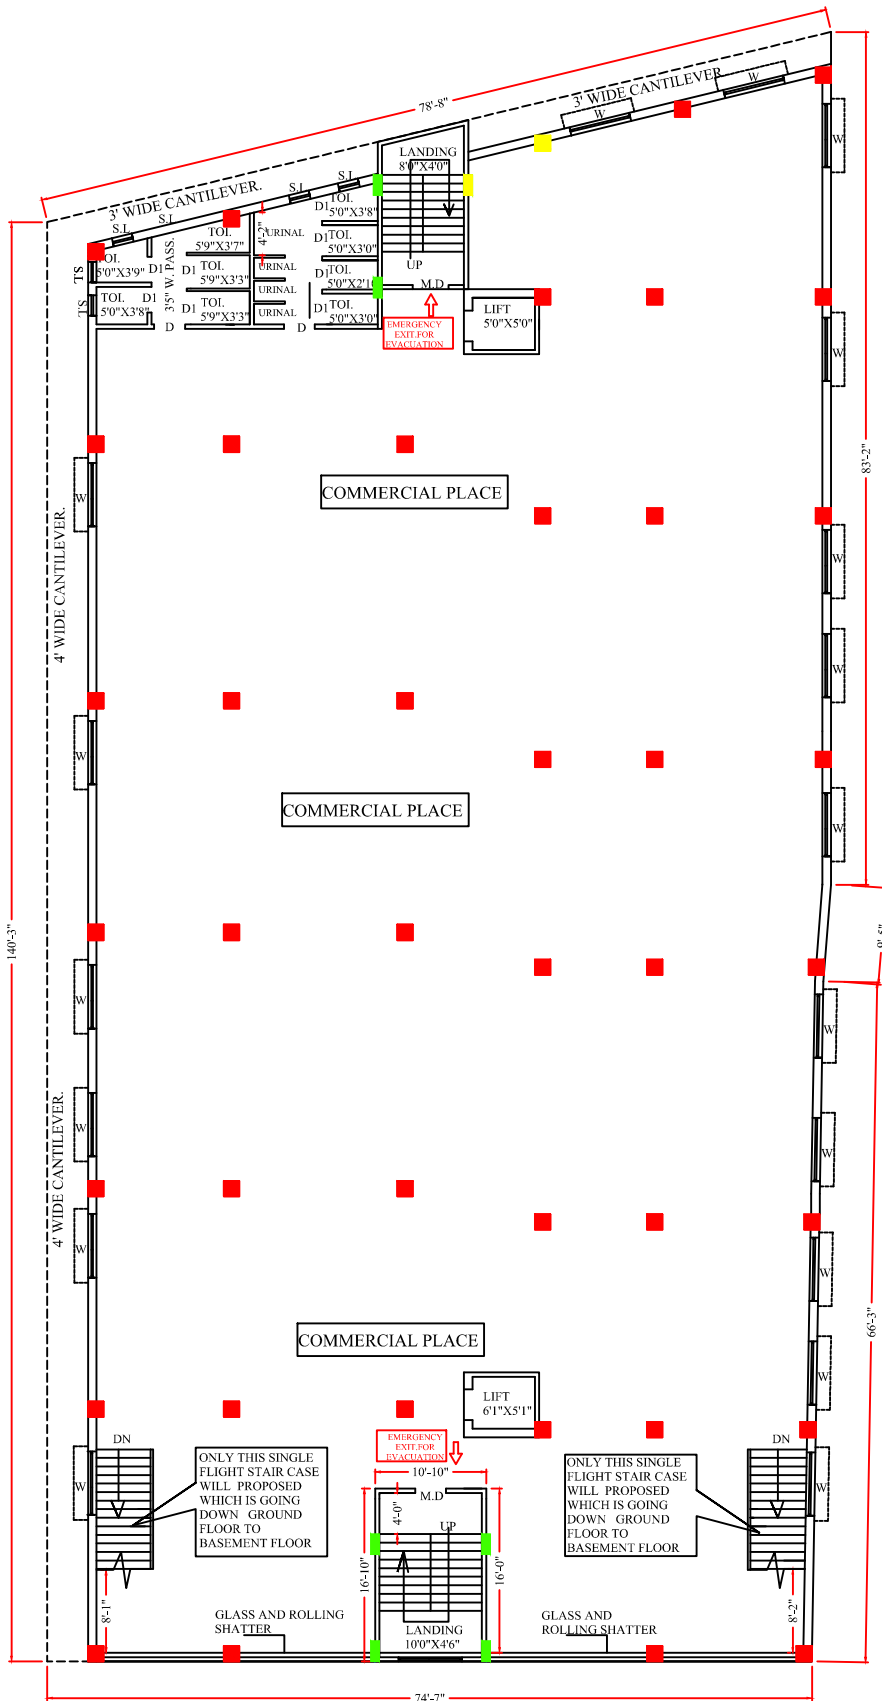 78'-8"
3' WIDE CANTILEVER
W
W
W
LANDING
8'0"X4'0"
3' WIDE CANTILEVER.
S.L
S.L
S.L
S.L
TOI.
5'0"X3'8"
D1
URINAL
4'-2"
TOI.
5'9"X3'7"
D1
TOI.
5'0"X3'0"
UP
TOI.
5'0"X3'9"
D1
3'5" W. PASS.
D1
TOI.
5'9"X3'3"
URINAL
D1
TOI.
M.D
TS
TOI.
5'0"X3'8"
D1
D1
TOI.
5'9"X3'3"
URINAL
URINAL
D1
TOI.
5'0"X3'0"
TS
D
D
LIFT
5'0"X5'0"
EMERGENCY
EXIT.FOR
EVACUATION
W
83'-2"
W
COMMERCIAL PLACE
4' WIDE CANTILEVER.
W
W
W
COMMERCIAL PLACE
W
140'-3"
W
W
W
4' WIDE CANTILEVER.
W
W
W
66'-3"
COMMERCIAL PLACE
W
LIFT
6'1"X5'1"
EMERGENCY
EXIT.FOR
EVACUATION
DN
DN
W
W
ONLY THIS SINGLE
FLIGHT STAIR CASE
WILL PROPOSED
WHICH IS GOING
DOWN GROUND
FLOOR TO
BASEMENT FLOOR
10'-10"
M.D
4'-0"
UP
16'-10"
16'-0"
ONLY THIS SINGLE
FLIGHT STAIR CASE
WILL PROPOSED
WHICH IS GOING
DOWN GROUND
FLOOR TO
BASEMENT FLOOR
8'-1"
8'-2"
GLASS AND ROLLING
SHATTER
LANDING
10'0"X4'6"
GLASS AND
ROLLING SHATTER
74'-7"